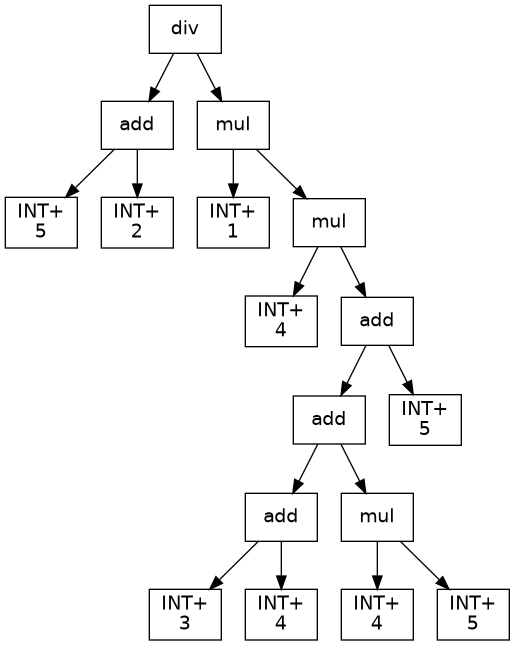 div
add
mul
INT+
5
INT+
2
INT+
1
mul
INT+
4
add
add
INT+
5
add
mul
INT+
3
INT+
4
INT+
4
INT+
5